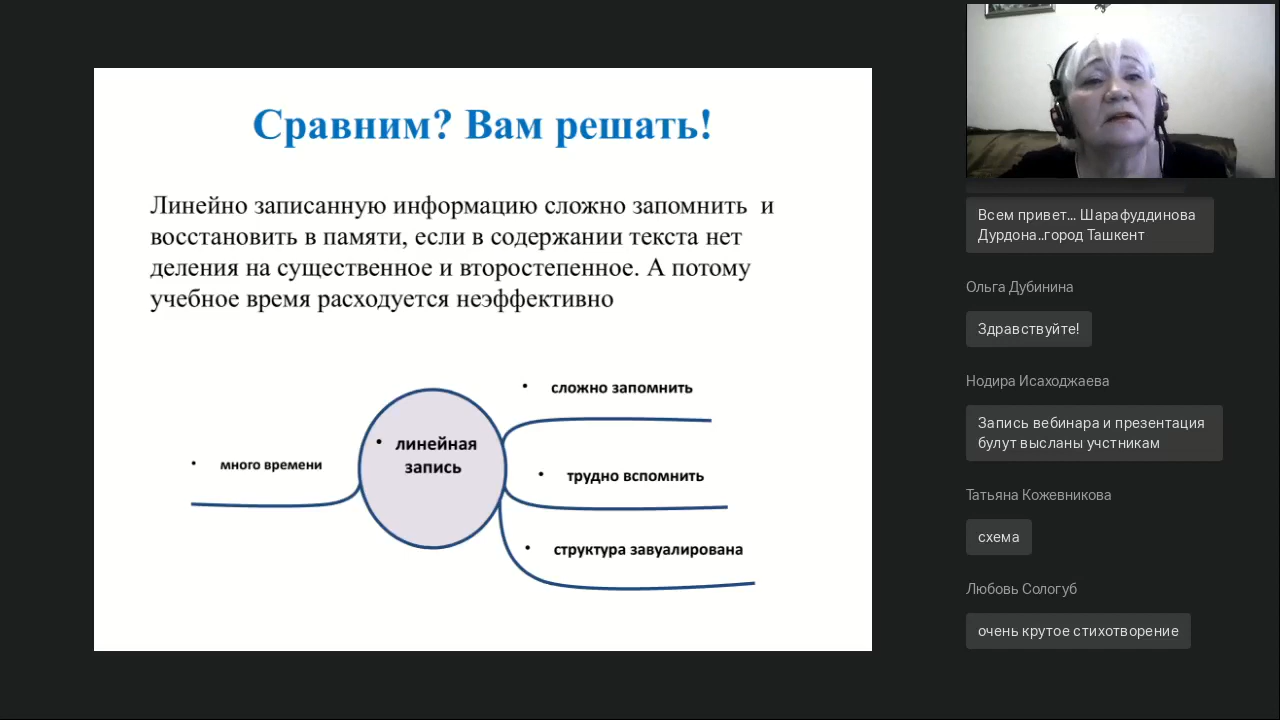 Сравним? Вам решать!
Линейно записанную информацию сложно запомнить и
восстановить в памяти, если в содержании текста нет
деления на существенное и второстепенное. А потому
учебное время расходуется неэффективно
• сложно запомнить
• линейная
запись
• много времени
• трудно вспомнить
• структура завуалирована
Всем привет... Шарафуддинова
Дурдона..город Ташкент
Ольга Дубинина
Здравствуйте!
Нодира Исаходжаева
Запись вебинара и презентация
булут высланы учстникам
Татьяна Кожевникова
схема
Любовь Сологуб
очень крутое стихотворение